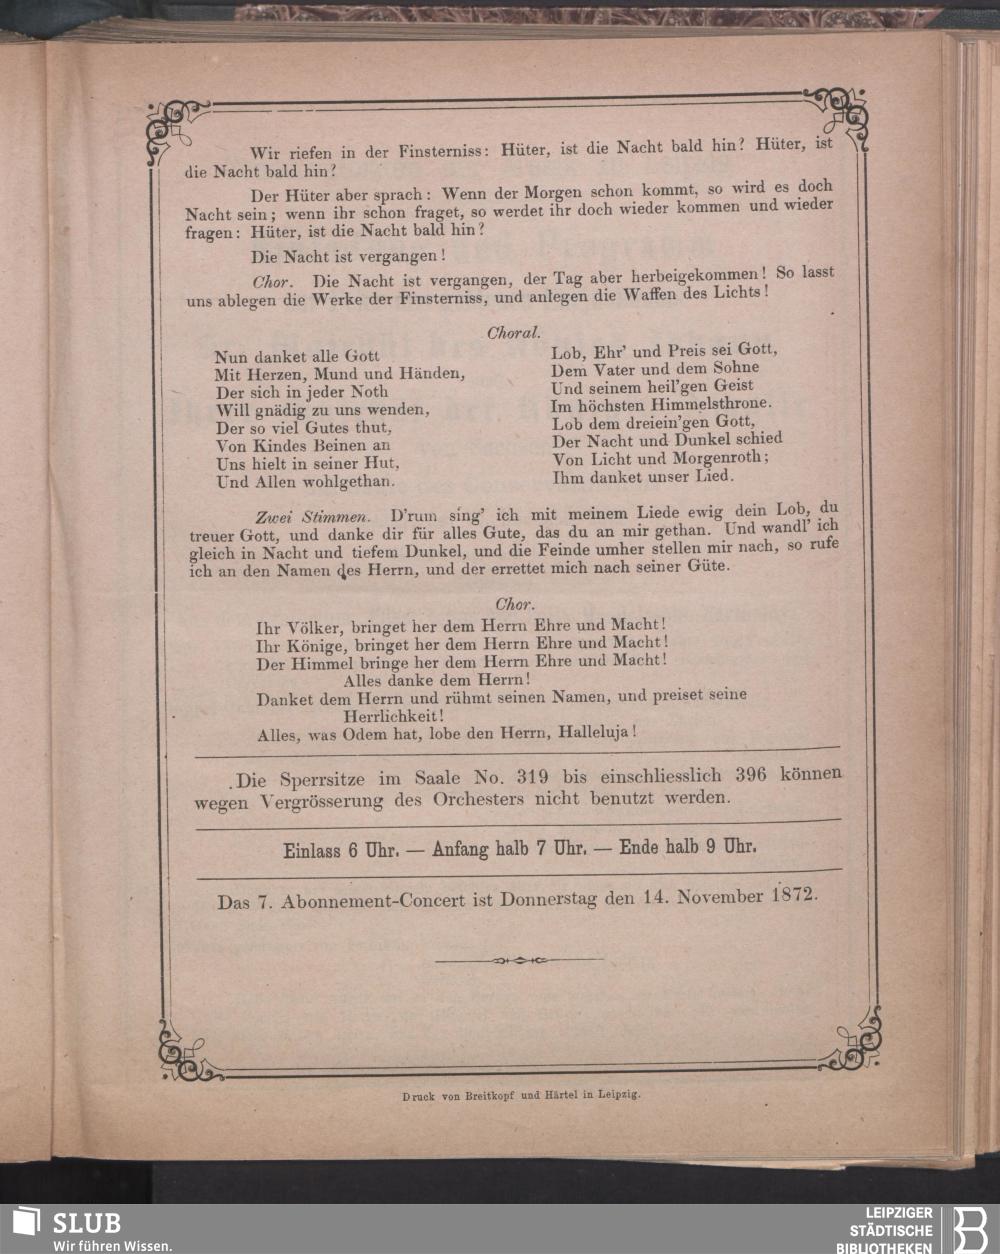 Wir riefen in der Finsterniss: Hüter, ist die Nacht bald hin? Hüter, ist
die Nacht bald hin?
Der Hüter aber sprach: Wenn der Morgen schon kommt, so wird es doch
Nacht sein; wenn ihr schon fraget, so werdet ihr doch wieder kommen und wieder
fragen: Hüter, ist die Nacht bald hin?
Die Nacht ist vergangen!
Chor. Die Nacht ist vergangen, der Tag aber herbeigekommen! So lasst
uns ablegen die Werke der Finsterniss, und anlegen die Waffen des Lichts!
Choral.
Nun danket alle Gott
Mit Herzen, Mund und Händen,
Der sich in jeder Noth
Will gnädig zu uns wenden,
Der so viel Gutes thut,
Von Kindes Beinen an
Uns hielt in seiner Hut,
Und Allen wohlgethan.
Lob, Ehr' und Preis sei Gott,
Dem Vater und dem Sohne
Und seinem heil'gen Geist
Im höchsten Himmelsthrone.
Lob dem dreiein'gen Gott,
Der Nacht und Dunkel schied
Von Licht und Morgenroth;
Ihm danket unser Lied.
Zwei Stimmen. D'rum sing' ich mit meinem Liede ewig dein Lob, du
treuer Gott, und danke dir für alles Gute, das du an mir gethan. Und wandl' ich
gleich in Nacht und tiefem Dunkel, und die Feinde umher stellen mir nach, so rufe
ich an den Namen des Herrn, und der errettet mich nach seiner Güte.
Chor.
Ihr Völker, bringet her dem Herrn Ehre und Macht!
Ihr Könige, bringet her dem Herrn Ehre und Macht!
Der Himmel bringe her dem Herrn Ehre und Macht!
Alles danke dem Herrn!
Danket dem Herrn und rühmt seinen Namen, und preiset seine
Herrlichkeit!
Alles, was Odem hat, lobe den Herrn, Halleluja!
Die Sperrsitze im Saale No. 319 bis einschliesslich 396 können
wegen Vergrösserung des Orchesters nicht benutzt werden.
Einlass 6 Uhr. — Anfang halb 7 Uhr. — Ende halb 9 Uhr.
Das 7. Abonnement-Concert ist Donnerstag den 14. November 1872.
Druck von Breitkopf und Härtel in Leipzig.
SLUB
Wir führen Wissen.
LEIPZIGER
STÄDTISCHE
BIBLIOTHEKEN